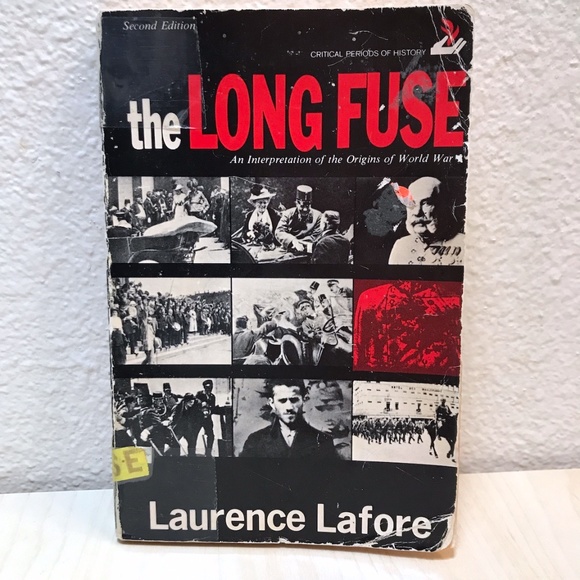 Second Edition
CRITICAL PERIODS OF HISTORY
the LONG FUSE
An Interpretation of the Origins of World War
S-E
Laurence Lafore